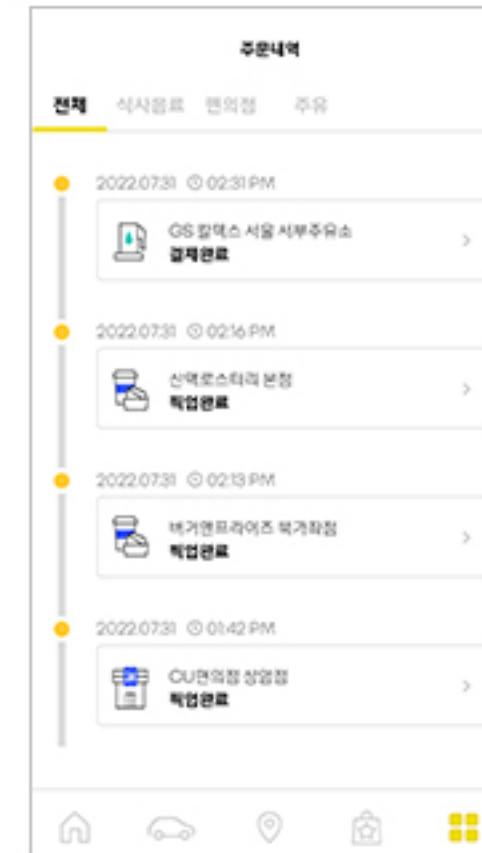 주문내역
전체 식사음료 편의점 주유
2022.07.31 02:31 PM
GS 칼텍스 서울 서부주유소
결제완료
2022.07.31 02:16 PM
신맥로스터리 본점
픽업완료
2022.07.31 02:13 PM
버거앤프라이즈 북가좌점
픽업완료
2022.07.31 01:42 PM
CU편의점 상암점
픽업완료